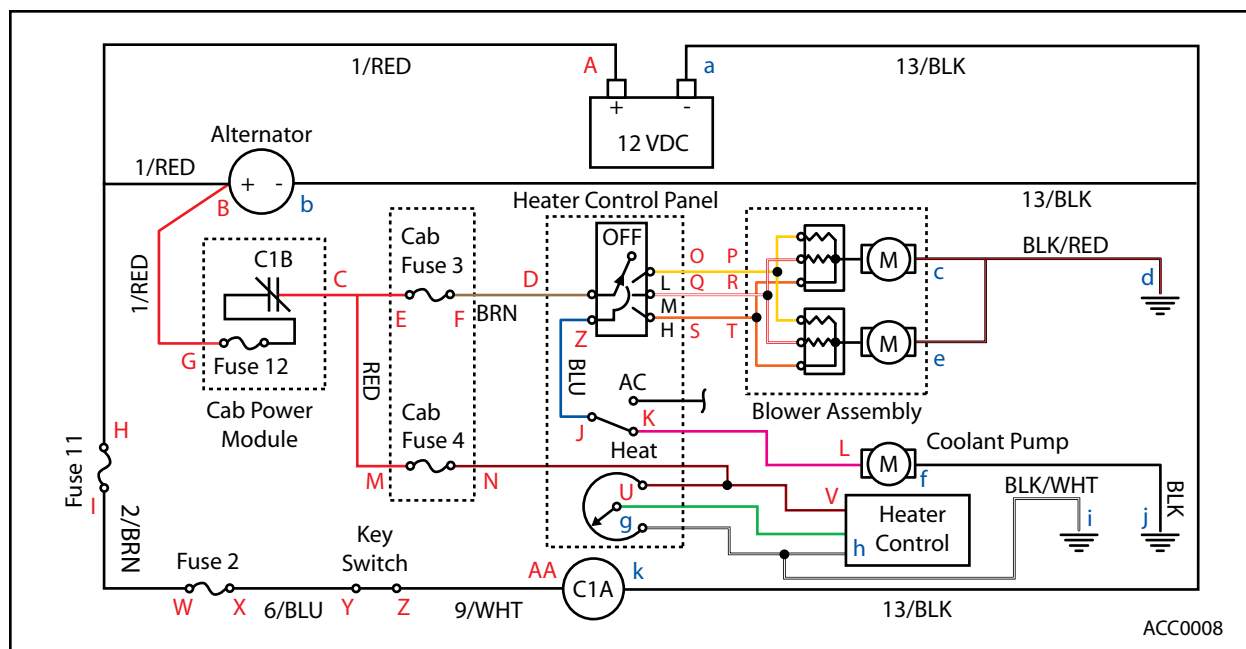 1/RED
A
a
13/BLK
+
-
12 VDC
Alternator
1/RED
+
-
B
b
13/BLK
Heater Control Panel
1/RED
C1B
C
Cab
Fuse 3
E
F
BRN
D
OFF
L
M
H
O
P
Q
R
S
T
M
c
BLK/RED
d
M
e
G
Fuse 12
Cab Power
Module
RED
Z
BLU
AC
Blower Assembly
J
K
Heat
L
M
Coolant Pump
f
Cab
Fuse 4
M
N
H
Fuse 11
I
2/BRN
U
g
V
Heater
Control
h
BLK/WHT
i
j
BLK
Fuse 2
W
X
6/BLU
Key
Switch
Y
Z
9/WHT
AA
C1A
k
13/BLK
ACC0008